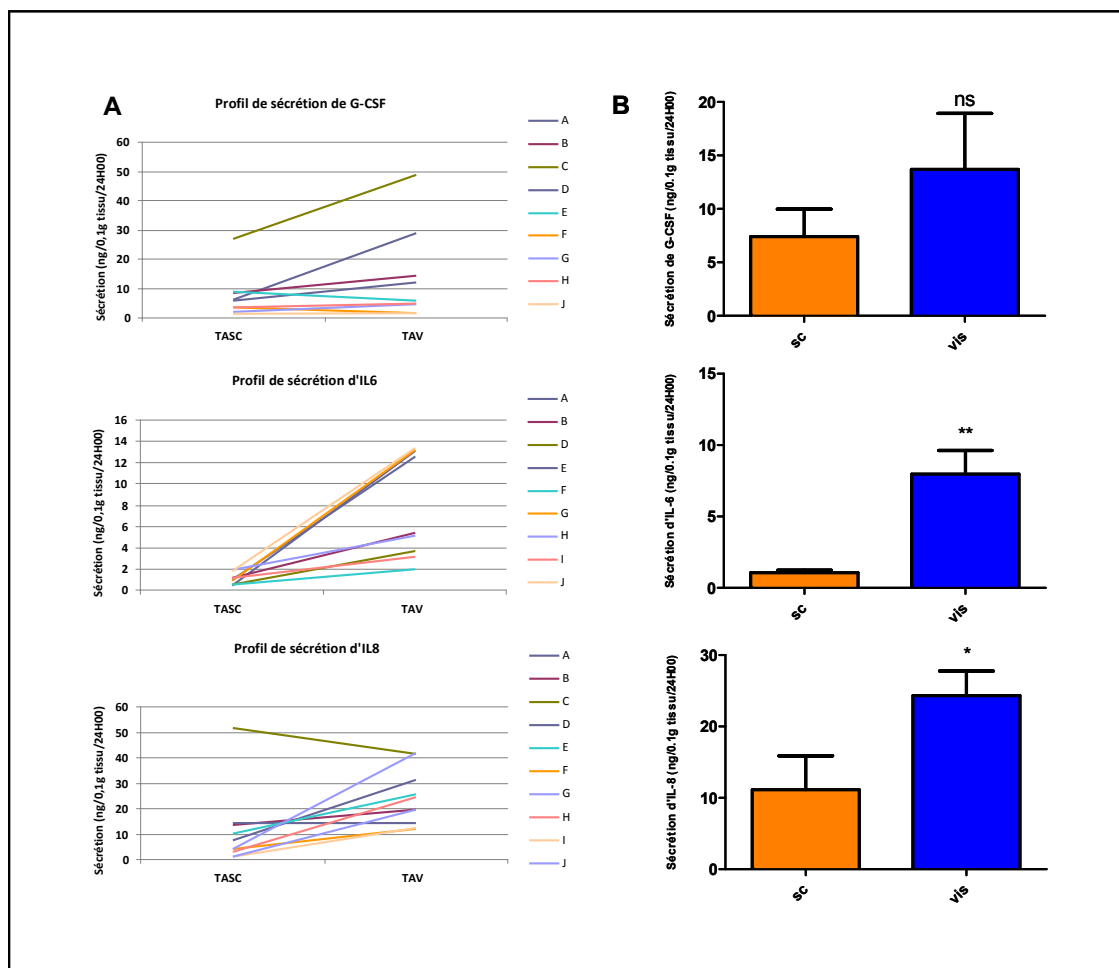 A
Profil de sécrétion de G-CSF
Sécrétion (ng/0,1g tissu/24H00)
60
50
40
30
20
10
0
TASC
TAV
A
B
C
D
E
F
G
H
J
Profil de sécrétion d'IL6
Sécrétion (ng/0,1g tissu/24H00)
16
14
12
10
8
6
4
2
0
TASC
TAV
A
B
D
E
F
G
H
I
J
Profil de sécrétion d'IL8
Sécrétion (ng/0,1g tissu/24H00)
60
50
40
30
20
10
0
TASC
TAV
A
B
C
D
E
F
G
H
I
J
B
Sécrétion de G-CSF (ng/0.1g tissu/24H00)
20
15
10
5
0
ns
sc
vis
Sécrétion d'IL-6 (ng/0.1g tissu/24H00)
15
10
5
0
**
sc
vis
Sécrétion d'IL-8 (ng/0.1g tissu/24H00)
30
20
10
0
*
sc
vis